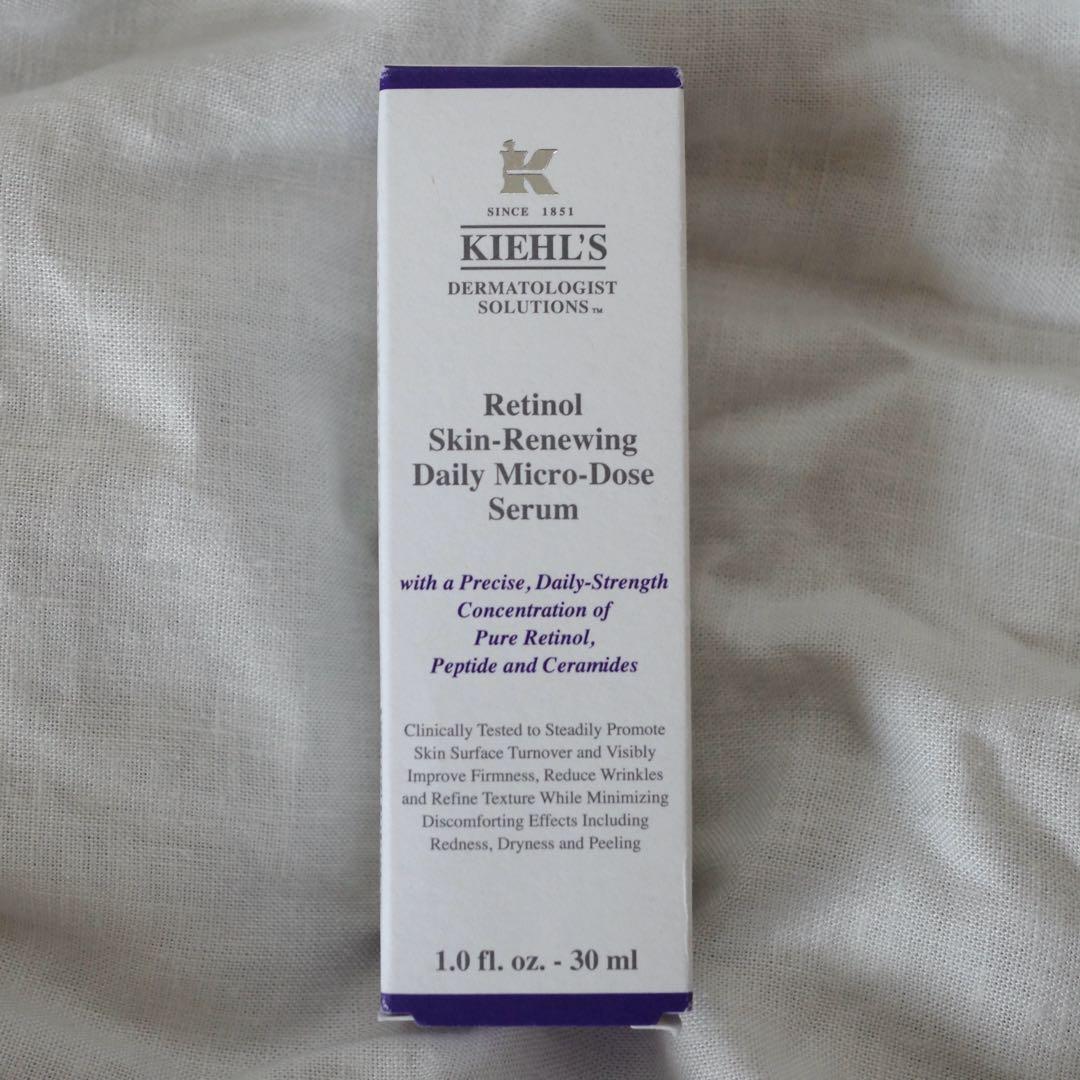 K
SINCE 1851
KIEHL'S
DERMATOLOGIST
SOLUTIONS™
Retinol
Skin-Renewing
Daily Micro-Dose
Serum
with a Precise, Daily-Strength
Concentration of
Pure Retinol,
Peptide and Ceramides
Clinically Tested to Steadily Promote
Skin Surface Turnover and Visibly
Improve Firmness, Reduce Wrinkles
and Refine Texture While Minimizing
Discomforting Effects Including
Redness, Dryness and Peeling
1.0 fl. oz. - 30 ml